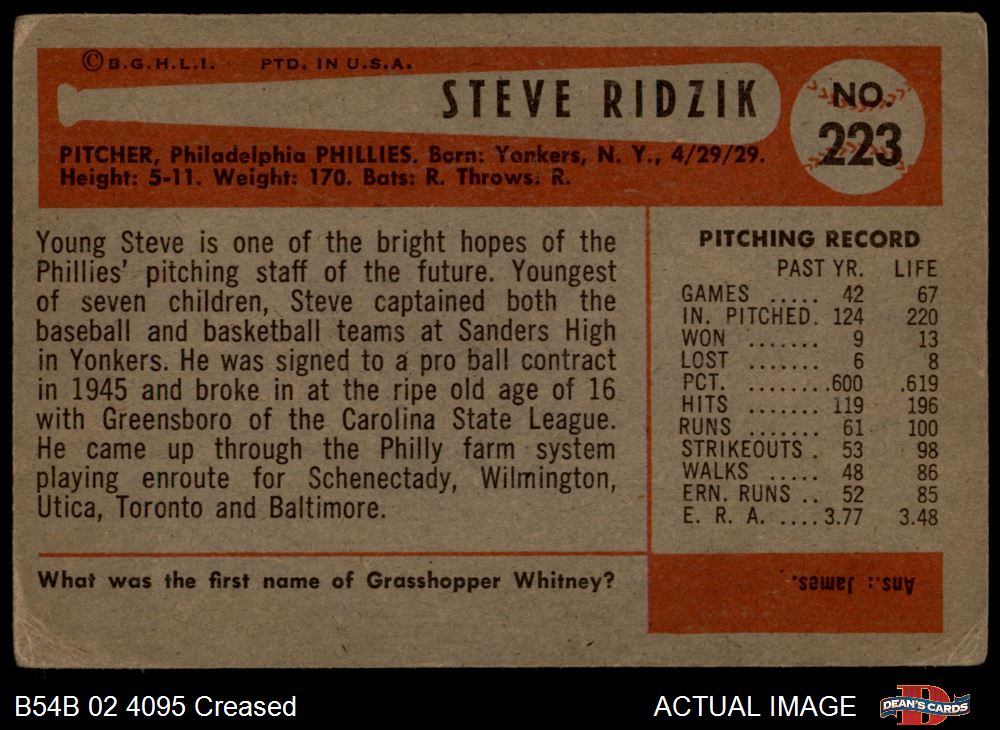 ©B.G.H.L.I. PTD. IN U.S.A.
STEVE RIDZIK
NO.
223
PITCHER, Philadelphia PHILLIES. Born: Yonkers, N. Y., 4/29/29.
Height: 5-11. Weight: 170. Bats: R. Throws: R.
Young Steve is one of the bright hopes of the
Phillies' pitching staff of the future. Youngest
of seven children, Steve captained both the
baseball and basketball teams at Sanders High
in Yonkers. He was signed to a pro ball contract
in 1945 and broke in at the ripe old age of 16
with Greensboro of the Carolina State League.
He came up through the Philly farm system
playing enroute for Schenectady, Wilmington,
Utica, Toronto and Baltimore.
PITCHING RECORD
PAST YR. LIFE
GAMES ..... 42 67
IN. PITCHED. 124 220
WON ....... 9 13
LOST ....... 6 8
PCT. ........ .600 .619
HITS ....... 119 196
RUNS ....... 61 100
STRIKEOUTS . 53 98
WALKS ..... 48 86
ERN. RUNS .. 52 85
E. R. A. .... 3.77 3.48
What was the first name of Grasshopper Whitney?
Ans.: James.
B54B 02 4095 Creased
ACTUAL IMAGE
DEAN'S CARDS